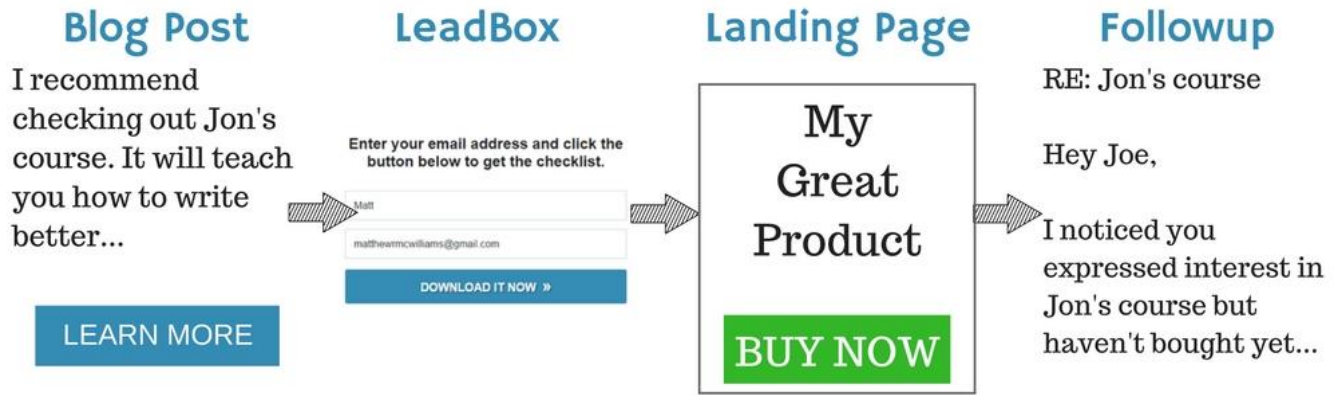 Blog Post
I recommend
checking out Jon's
course. It will teach
you how to write
better...
LEARN MORE
LeadBox
Enter your email address and click the
button below to get the checklist.
Matt
matthewrmcwilliams@gmail.com
DOWNLOAD IT NOW »
Landing Page
My
Great
Product
BUY NOW
Followup
RE: Jon's course
Hey Joe,
I noticed you
expressed interest in
Jon's course but
haven't bought yet...